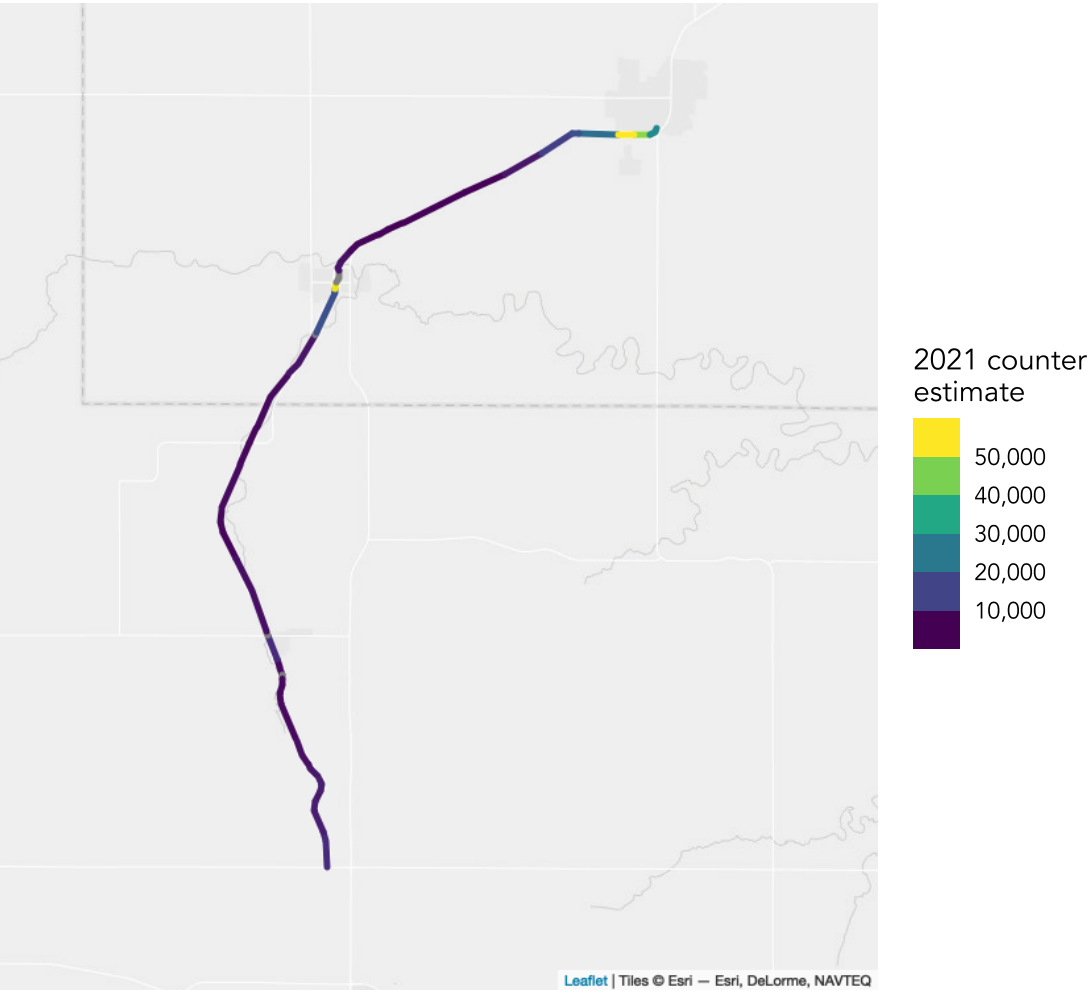 2021 counter
estimate
50,000
40,000
30,000
20,000
10,000
Leaflet | Tiles © Esri — Esri, DeLorme, NAVTEQ